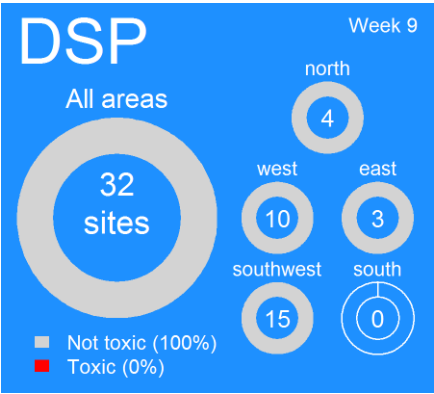 DSP
Week 9
All areas
32
sites
north
4
west
10
east
3
southwest
15
south
0
Not toxic (100%)
Toxic (0%)